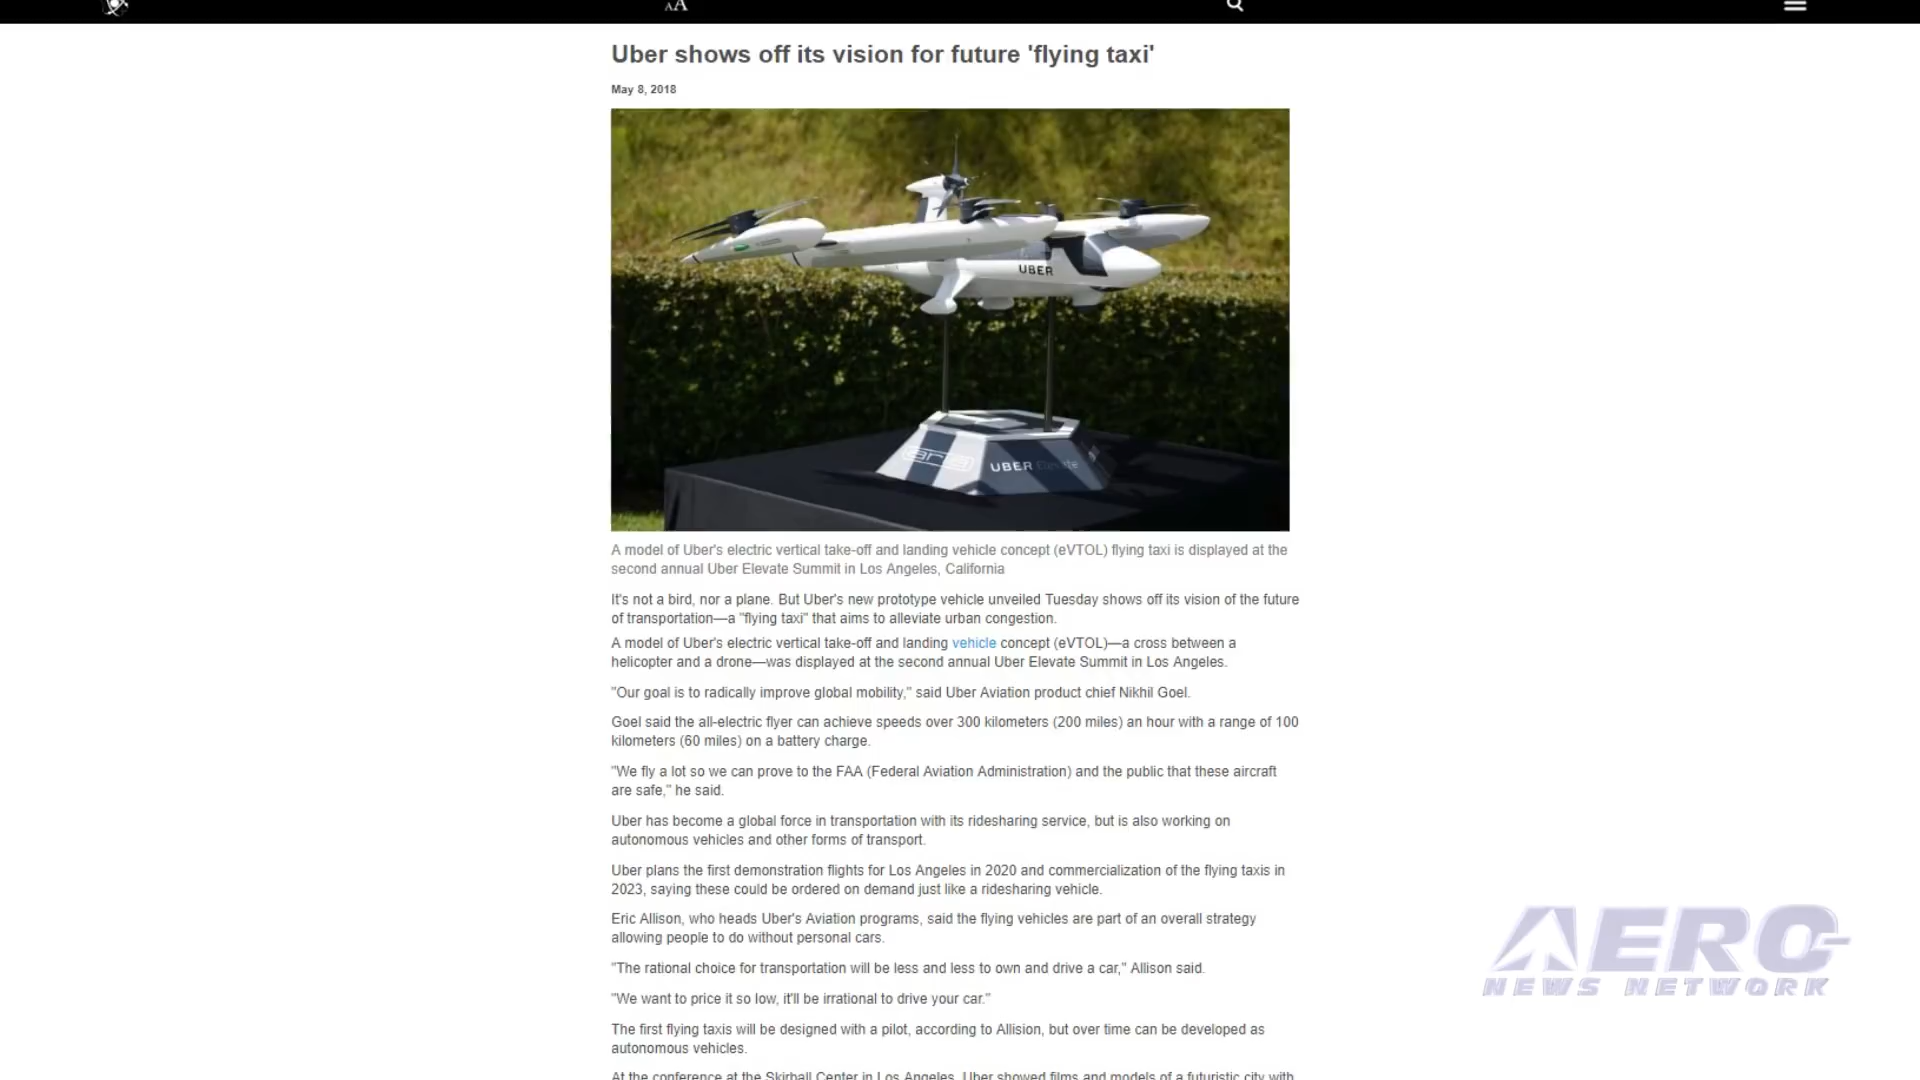 AA
Uber shows off its vision for future 'flying taxi'
May 8, 2018
UBER
UBER Elevate
A model of Uber's electric vertical take-off and landing vehicle concept (eVTOL) flying taxi is displayed at the
second annual Uber Elevate Summit in Los Angeles, California
It's not a bird, nor a plane. But Uber's new prototype vehicle unveiled Tuesday shows off its vision of the future
of transportation—a "flying taxi" that aims to alleviate urban congestion.
A model of Uber's electric vertical take-off and landing vehicle concept (eVTOL)—a cross between a
helicopter and a drone—was displayed at the second annual Uber Elevate Summit in Los Angeles.
"Our goal is to radically improve global mobility," said Uber Aviation product chief Nikhil Goel.
Goel said the all-electric flyer can achieve speeds over 300 kilometers (200 miles) an hour with a range of 100
kilometers (60 miles) on a battery charge.
"We fly a lot so we can prove to the FAA (Federal Aviation Administration) and the public that these aircraft
are safe," he said.
Uber has become a global force in transportation with its ridesharing service, but is also working on
autonomous vehicles and other forms of transport.
Uber plans the first demonstration flights for Los Angeles in 2020 and commercialization of the flying taxis in
2023, saying these could be ordered on demand just like a ridesharing vehicle.
Eric Allison, who heads Uber's Aviation programs, said the flying vehicles are part of an overall strategy
allowing people to do without personal cars.
"The rational choice for transportation will be less and less to own and drive a car," Allison said.
"We want to price it so low, it'll be irrational to drive your car."
The first flying taxis will be designed with a pilot, according to Allision, but over time can be developed as
autonomous vehicles.
At the conference at the Skirball Center in Los Angeles, Uber showed films and models of a futuristic city with
AERO
NEWS NETWORK